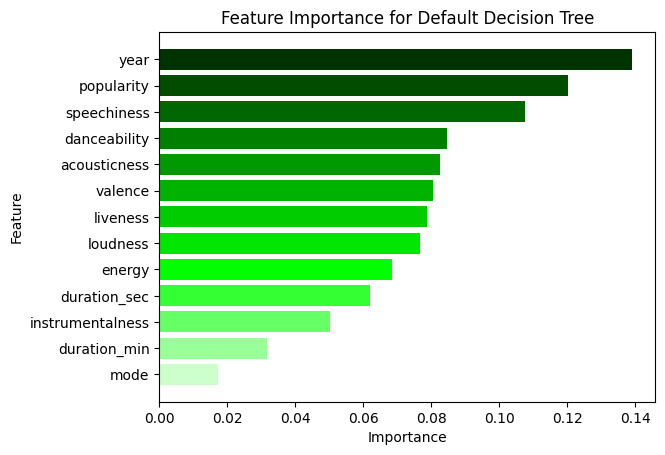 Feature Importance for Default Decision Tree
year
popularity
speechiness
danceability
acousticness
valence
liveness
loudness
energy
duration_sec
instrumentalness
duration_min
mode
Feature
0.00 0.02 0.04 0.06 0.08 0.10 0.12 0.14
Importance